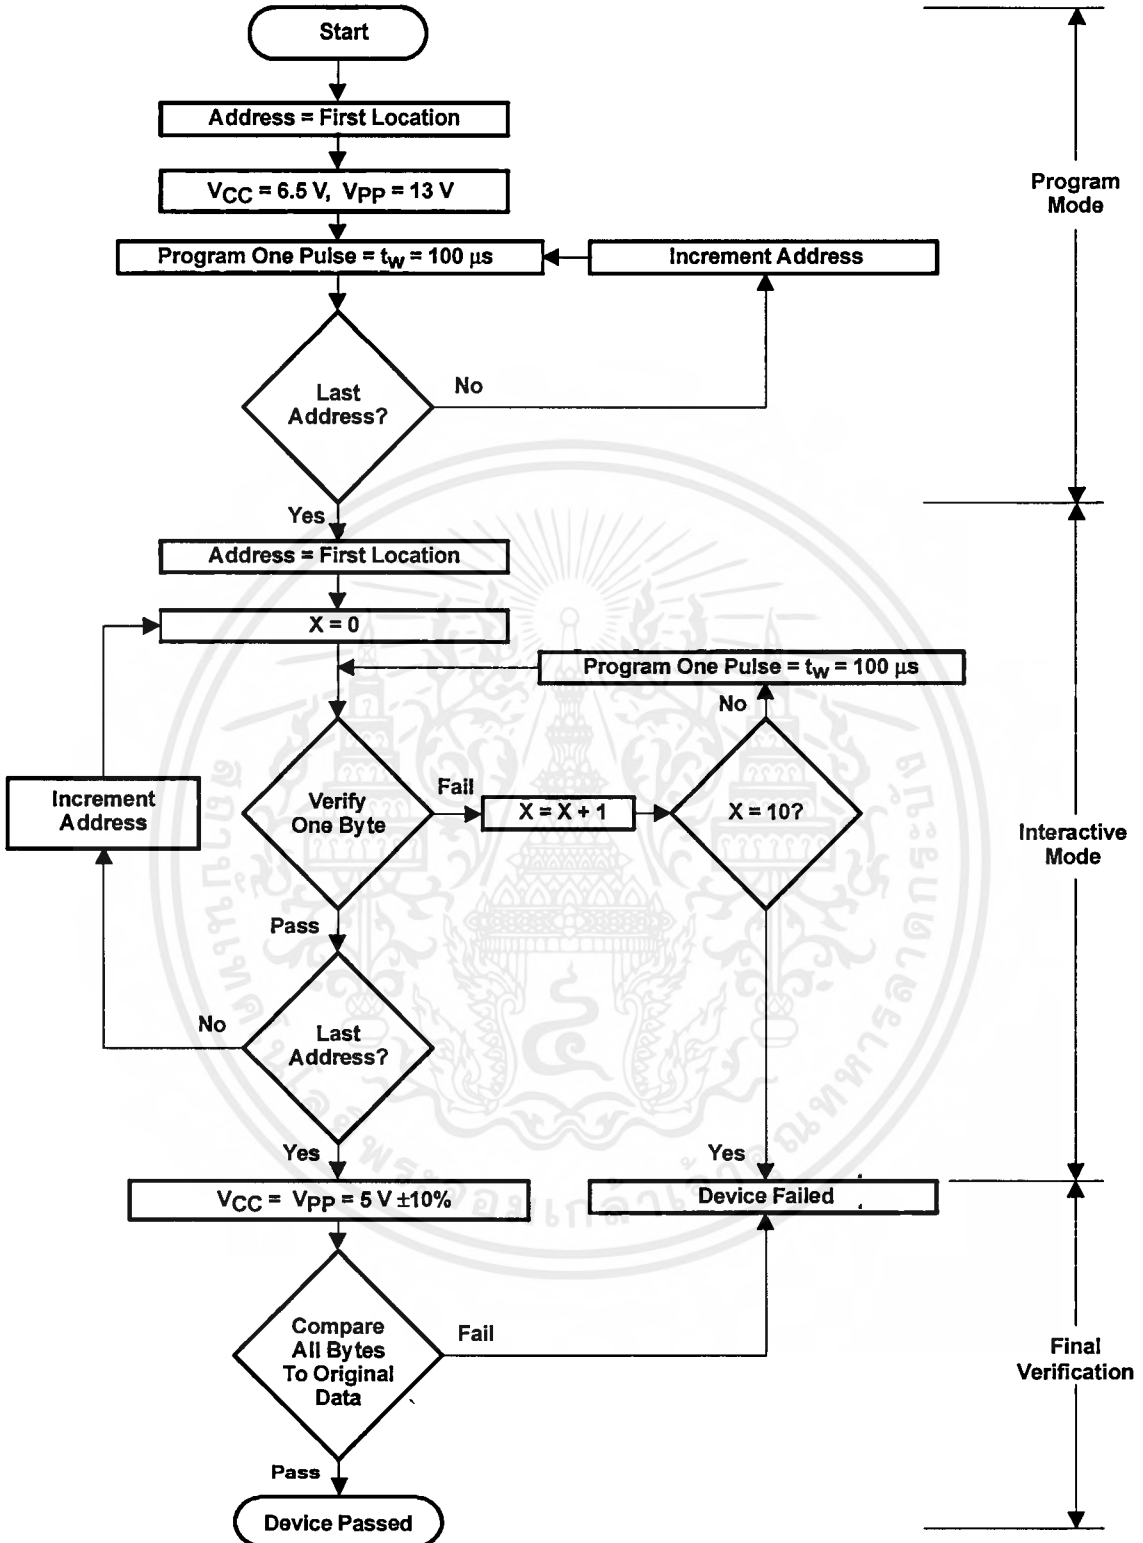 Start
Address = First Location
VCC = 6.5 V, VPP = 13 V
Program
Mode
Program One Pulse = tw = 100 µs
Increment Address
Last
Address?
No
Yes
Address = First Location
X = 0
Program One Pulse = tw = 100 µs
No
Increment
Address
Verify
One Byte
Fail
X = X + 1
X = 10?
Interactive
Mode
Pass
No
Last
Address?
Yes
Yes
VCC = VPP = 5 V ±10%
Device Failed
Compare
All Bytes
To Original
Data
Fail
Final
Verification
Pass
Device Passed